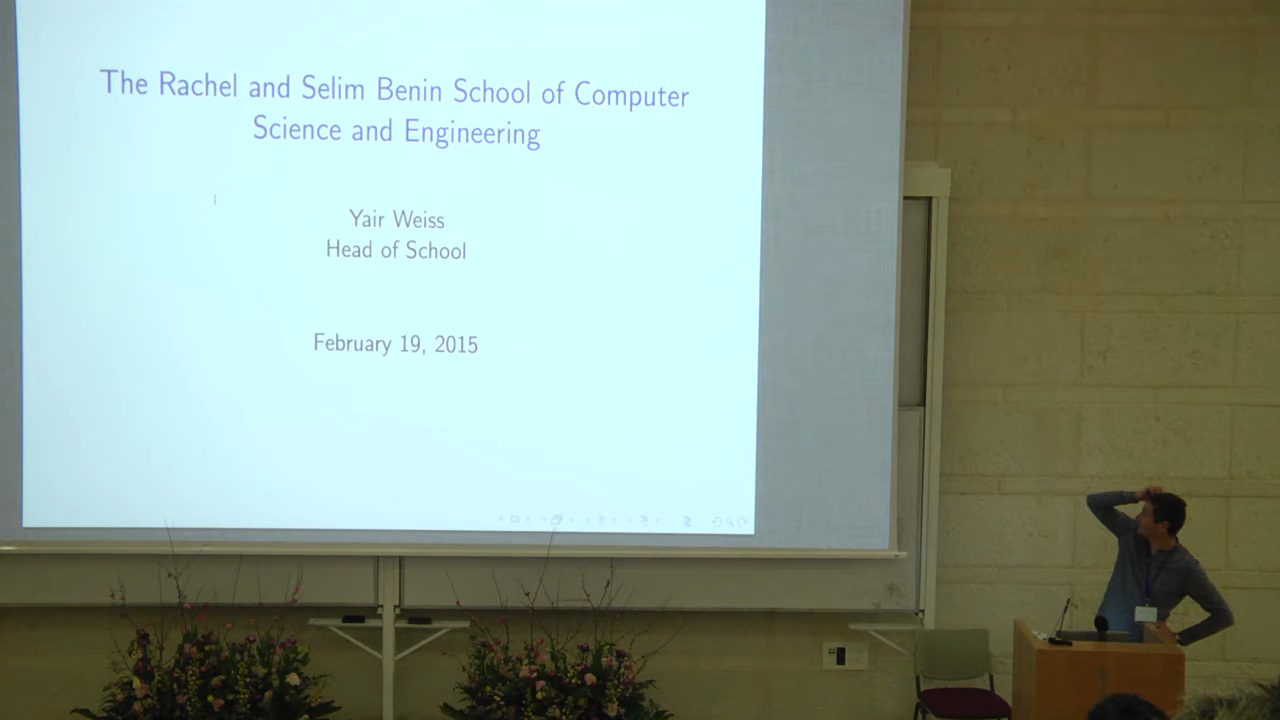 The Rachel and Selim Benin School of Computer
Science and Engineering
Yair Weiss
Head of School
February 19, 2015